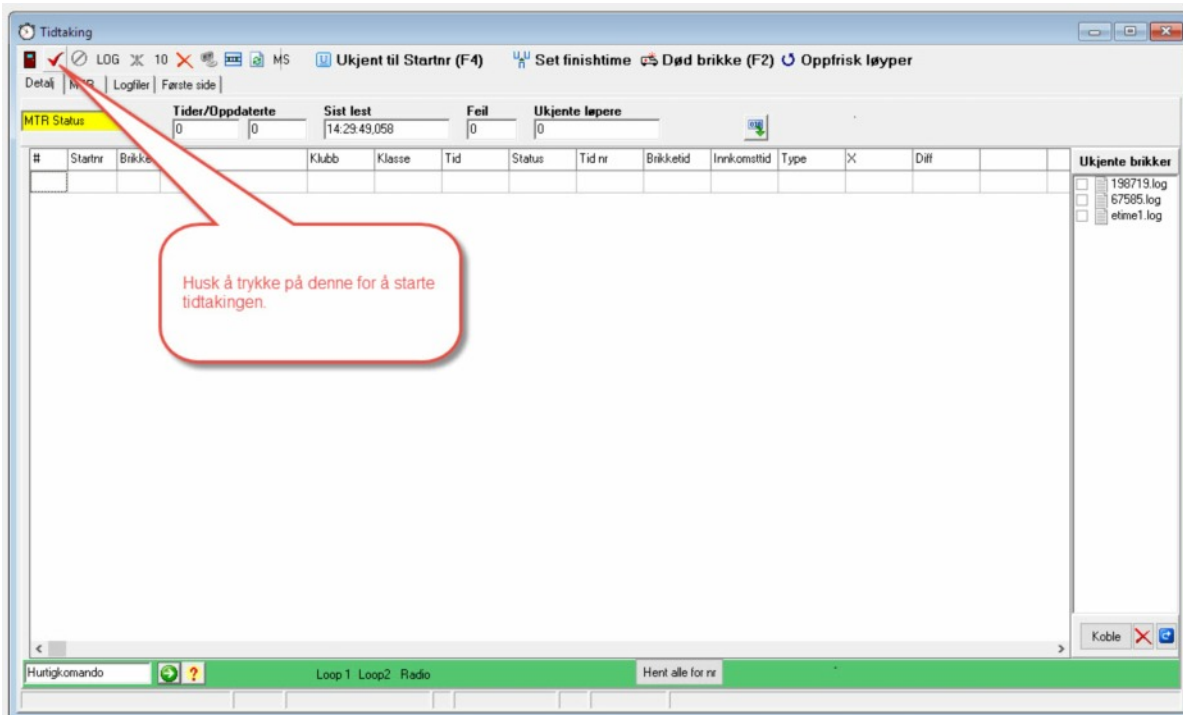 Tidtaking
LOG 10 MS Ukjent til Startnr (F4) Set finishtime Død brikke (F2) Oppfrisk løyper
Detalj Logfiler Første side
MTR Status
Tider/Oppdaterte Sist lest Feil Ukjente løpere
0 0 14:29:49,058 0 0
# Startnr Brikke Klubb Klasse Tid Status Tid nr Brikketid Innkomsttid Type X Diff
Ukjente brikker
198719.log
67585.log
etime1.log
Husk å trykke på denne for å starte
tidtakingen.
Koble
Hurtigkomando ? Loop 1 Loop2 Radio Hent alle for nr